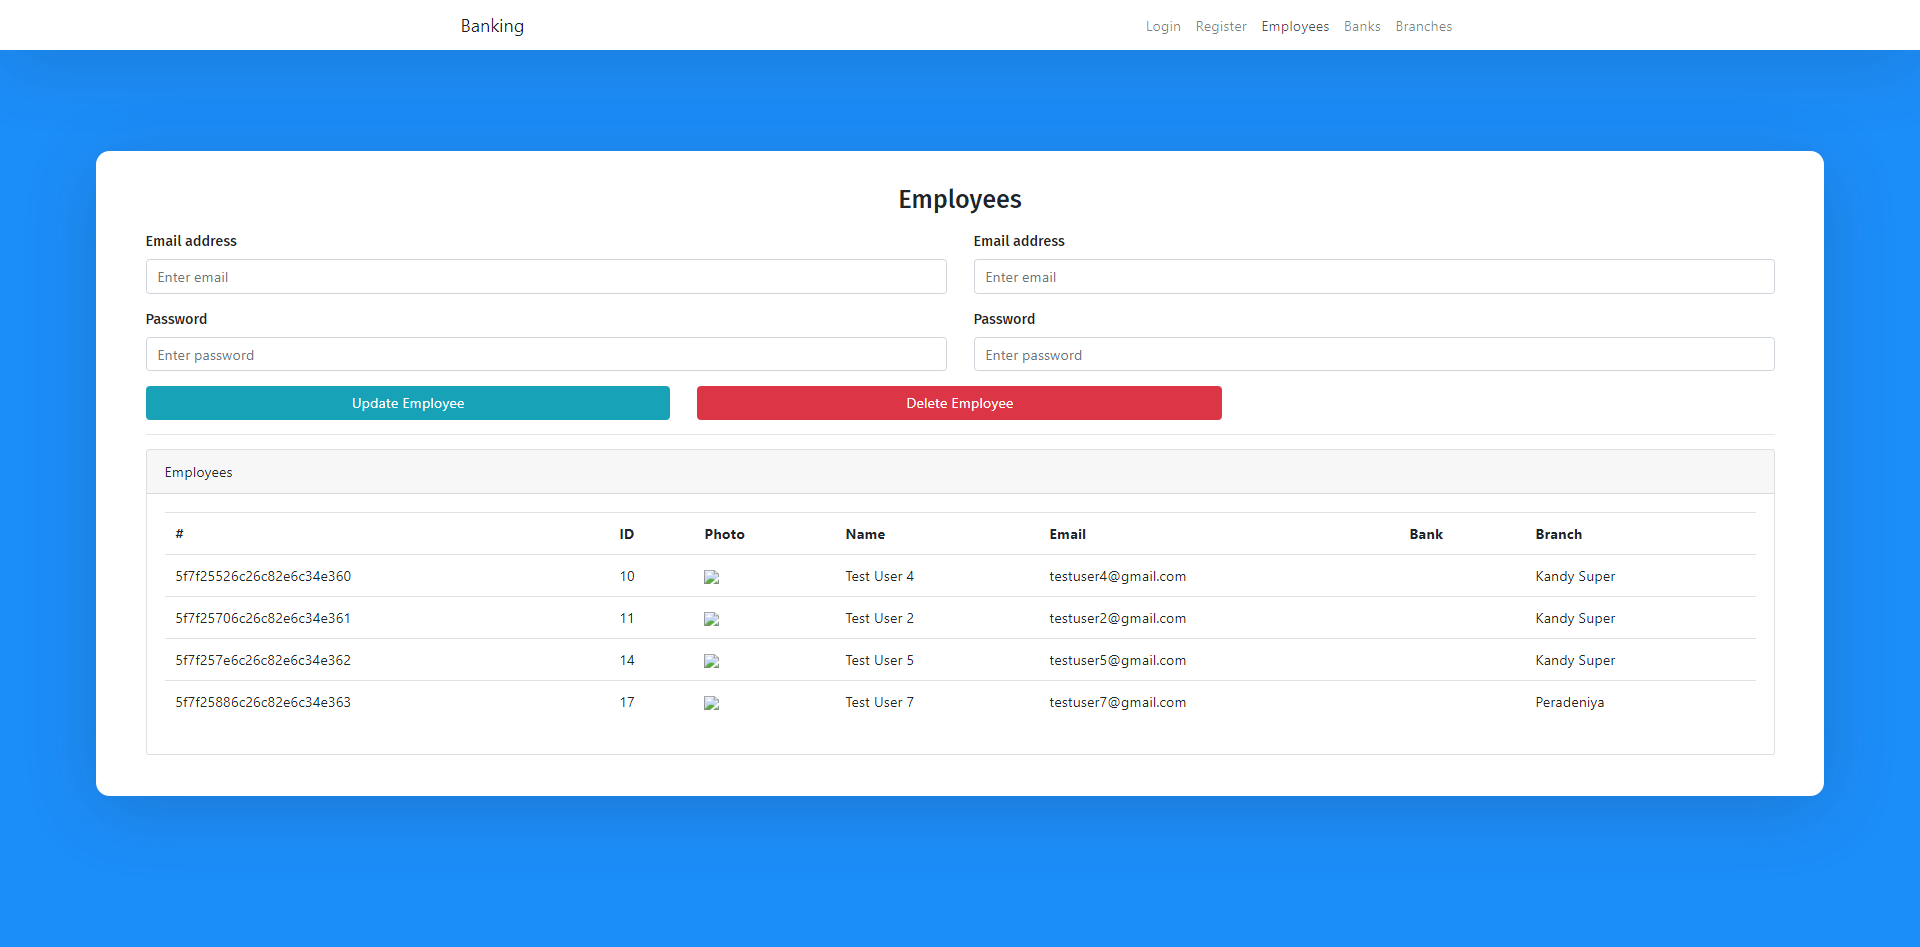 Banking Login Register Employees Banks Branches
Employees
Email address Email address
Enter email Enter email
Password Password
Enter password Enter password
Update Employee Delete Employee
Employees
# ID Photo Name Email Bank Branch
5f7f25526c26c82e6c34e360 10 Test User 4 testuser4@gmail.com Kandy Super
5f7f25706c26c82e6c34e361 11 Test User 2 testuser2@gmail.com Kandy Super
5f7f257e6c26c82e6c34e362 14 Test User 5 testuser5@gmail.com Kandy Super
5f7f25886c26c82e6c34e363 17 Test User 7 testuser7@gmail.com Peradeniya